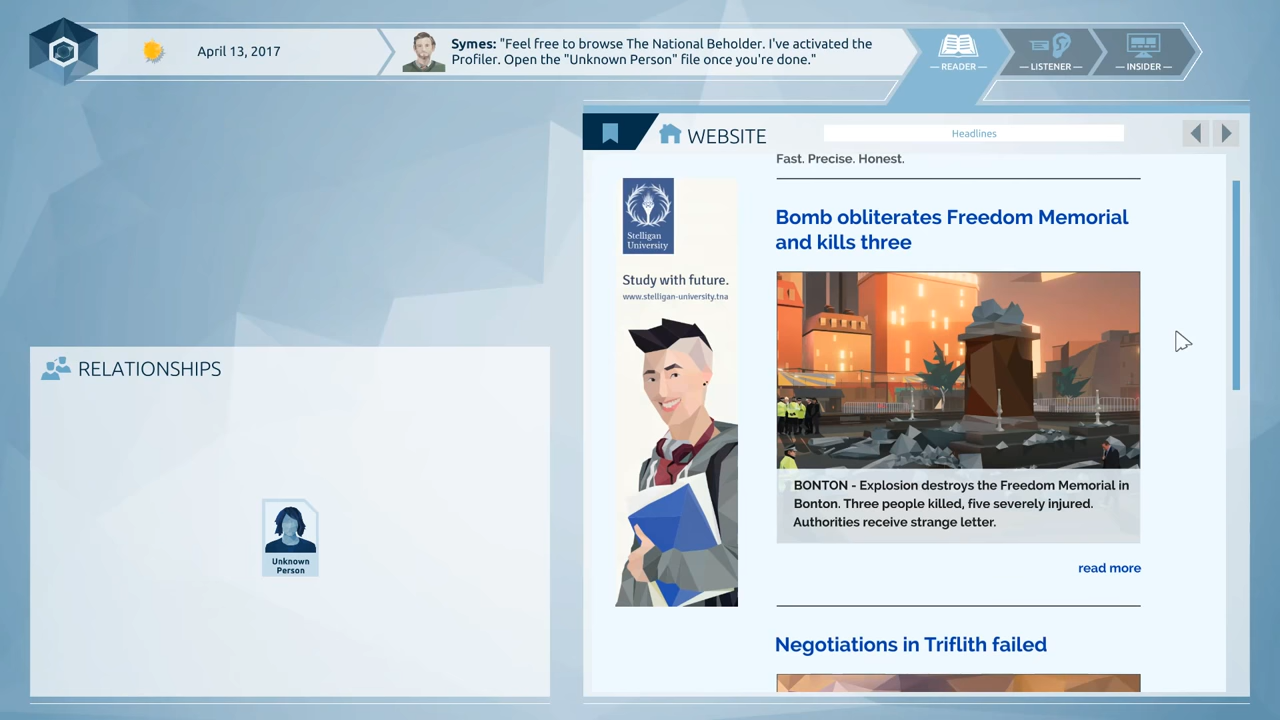 April 13, 2017
Symes: "Feel free to browse The National Beholder. I've activated the
Profiler. Open the "Unknown Person" file once you're done."
READER
LISTENER
INSIDER
WEBSITE
Headlines
Fast. Precise. Honest.
Stelligan
University
Study with future.
www.stelligan-university.tna
Bomb obliterates Freedom Memorial
and kills three
BONTON - Explosion destroys the Freedom Memorial in
Bonton. Three people killed, five severely injured.
Authorities receive strange letter.
read more
Negotiations in Triflith failed
RELATIONSHIPS
Unknown
Person